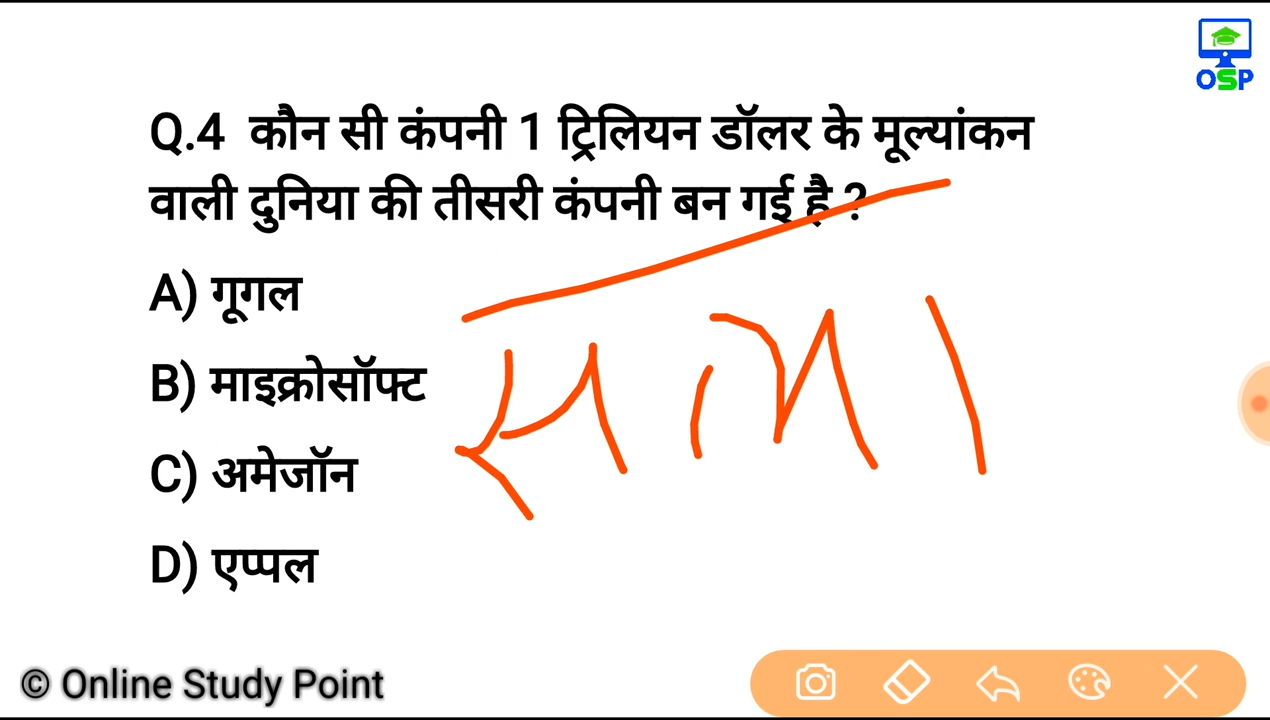 OSP
Q.4 कौन सी कंपनी 1 ट्रिलियन डॉलर के मूल्यांकन
वाली दुनिया की तीसरी कंपनी बन गई है ?
A) गूगल
B) माइक्रोसॉफ्ट
C) अमेजॉन
D) एप्पल
© Online Study Point